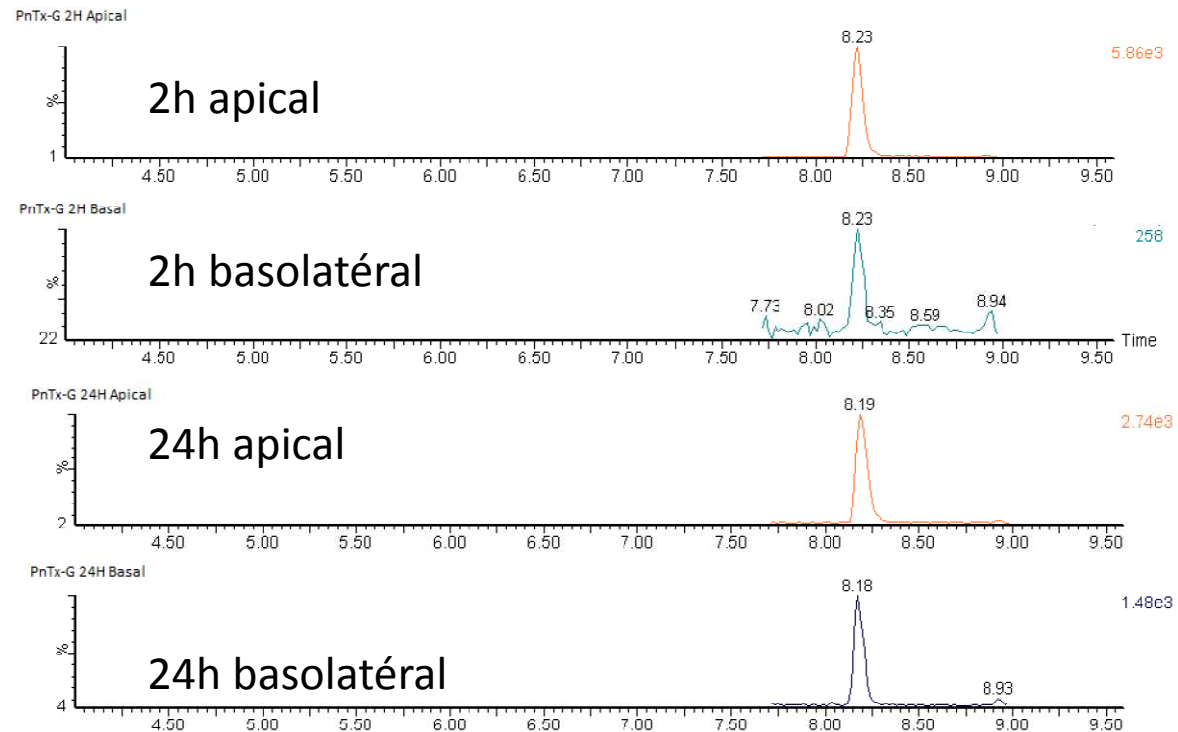 PnTx-G 2H Apical
8.23
5.86e3
%
2h apical
1
4.50 5.00 5.50 6.00 6.50 7.00 7.50 8.00 8.50 9.00 9.50
PnTx-G 2H Basal
8.23
258
%
2h basolatéral
7.73 8.02 8.35 8.59 8.94
22
Time
4.50 5.00 5.50 6.00 6.50 7.00 7.50 8.00 8.50 9.00 9.50
PnTx-G 24H Apical
8.19
2.74e3
%
24h apical
2
4.50 5.00 5.50 6.00 6.50 7.00 7.50 8.00 8.50 9.00 9.50
PnTx-G 24H Basal
8.18
1.48e3
%
24h basolatéral
8.93
4
4.50 5.00 5.50 6.00 6.50 7.00 7.50 8.00 8.50 9.00 9.50